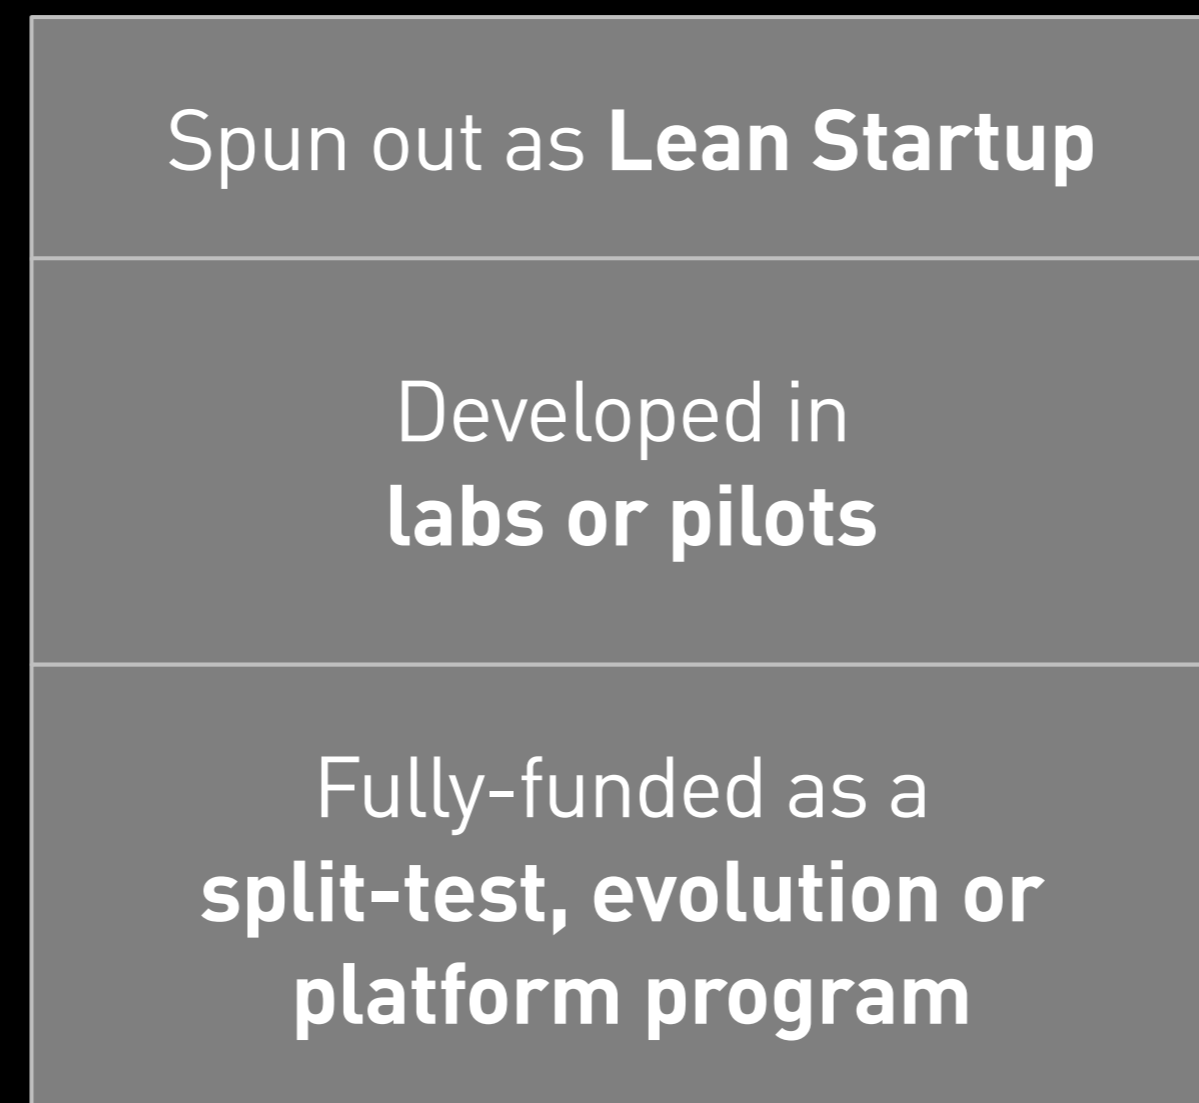 Spun out as Lean Startup
Developed in
labs or pilots
Fully-funded as a
split-test, evolution or
platform program